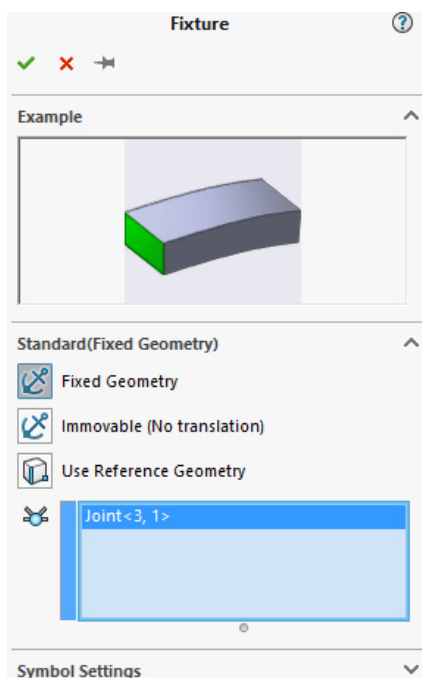 Fixture
Example
Standard(Fixed Geometry)
Fixed Geometry
Immovable (No translation)
Use Reference Geometry
Joint<3, 1>
Symbol Settings